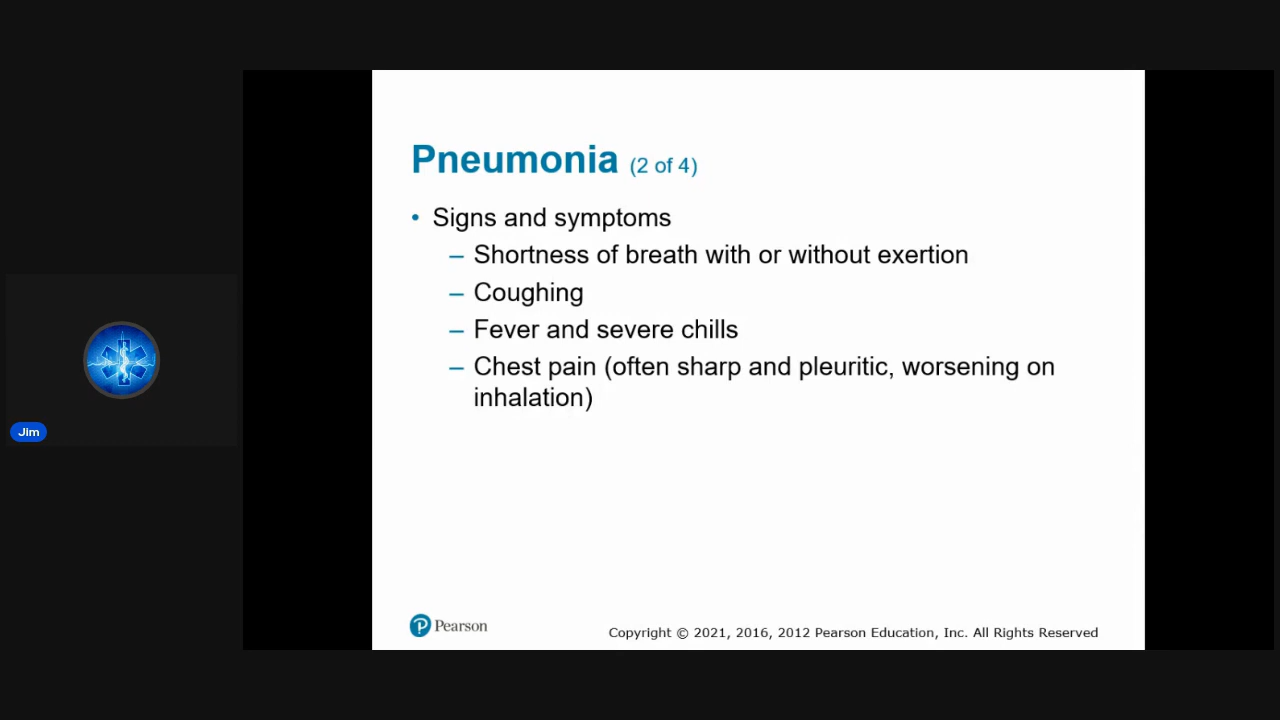 Pneumonia (2 of 4)
• Signs and symptoms
– Shortness of breath with or without exertion
– Coughing
– Fever and severe chills
– Chest pain (often sharp and pleuritic, worsening on
inhalation)
Jim
Pearson
Copyright © 2021, 2016, 2012 Pearson Education, Inc. All Rights Reserved